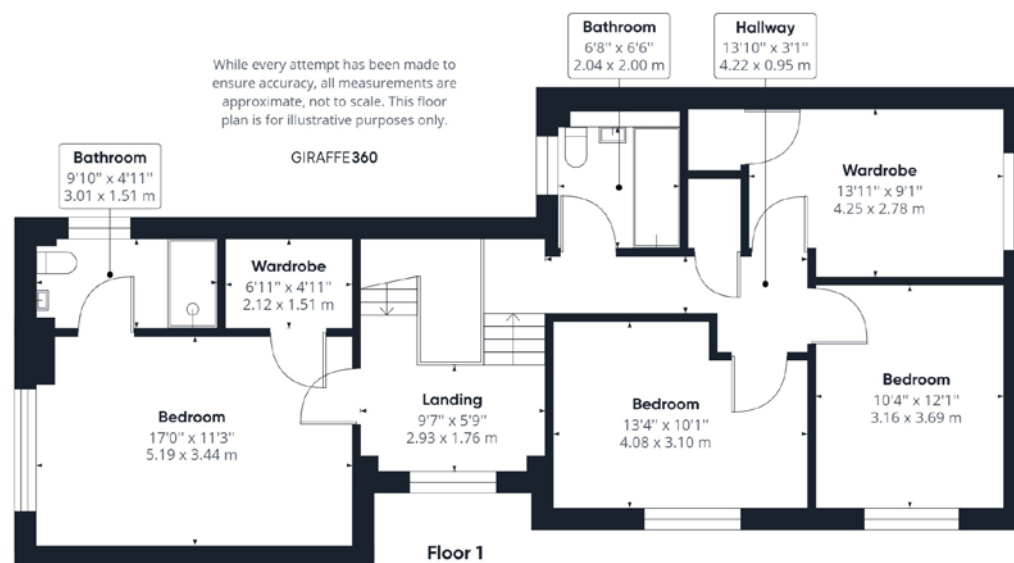 While every attempt has been made to
ensure accuracy, all measurements are
approximate, not to scale. This floor
plan is for illustrative purposes only.
GIRAFFE360
Bathroom
6'8" x 6'6"
2.04 x 2.00 m
Hallway
13'10" x 3'1"
4.22 x 0.95 m
Bathroom
9'10" x 4'11"
3.01 x 1.51 m
Wardrobe
13'11" x 9'1"
4.25 x 2.78 m
Wardrobe
6'11" x 4'11"
2.12 x 1.51 m
Bedroom
17'0" x 11'3"
5.19 x 3.44 m
Landing
9'7" x 5'9"
2.93 x 1.76 m
Bedroom
13'4" x 10'1"
4.08 x 3.10 m
Bedroom
10'4" x 12'1"
3.16 x 3.69 m
Floor 1